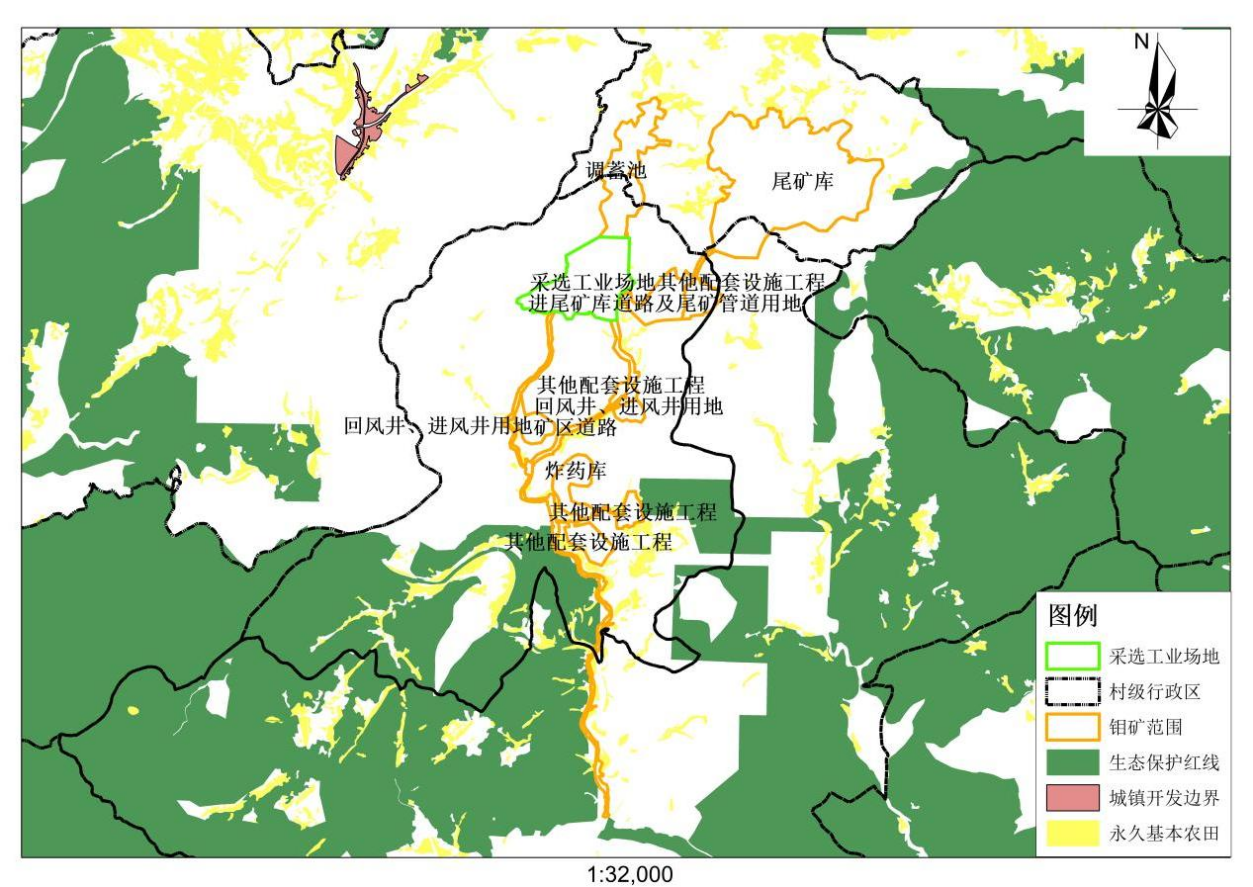 N
调蓄池
尾矿库
采选工业场地其他配套设施工程
进尾矿库道路及尾矿管道用地
其他配套设施工程
回风井、进风井用地
回风井、进风井用地矿区道路
炸药库
其他配套设施工程
其他配套设施工程
图例
采选工业场地
村级行政区
钼矿范围
生态保护红线
城镇开发边界
永久基本农田
1:32,000